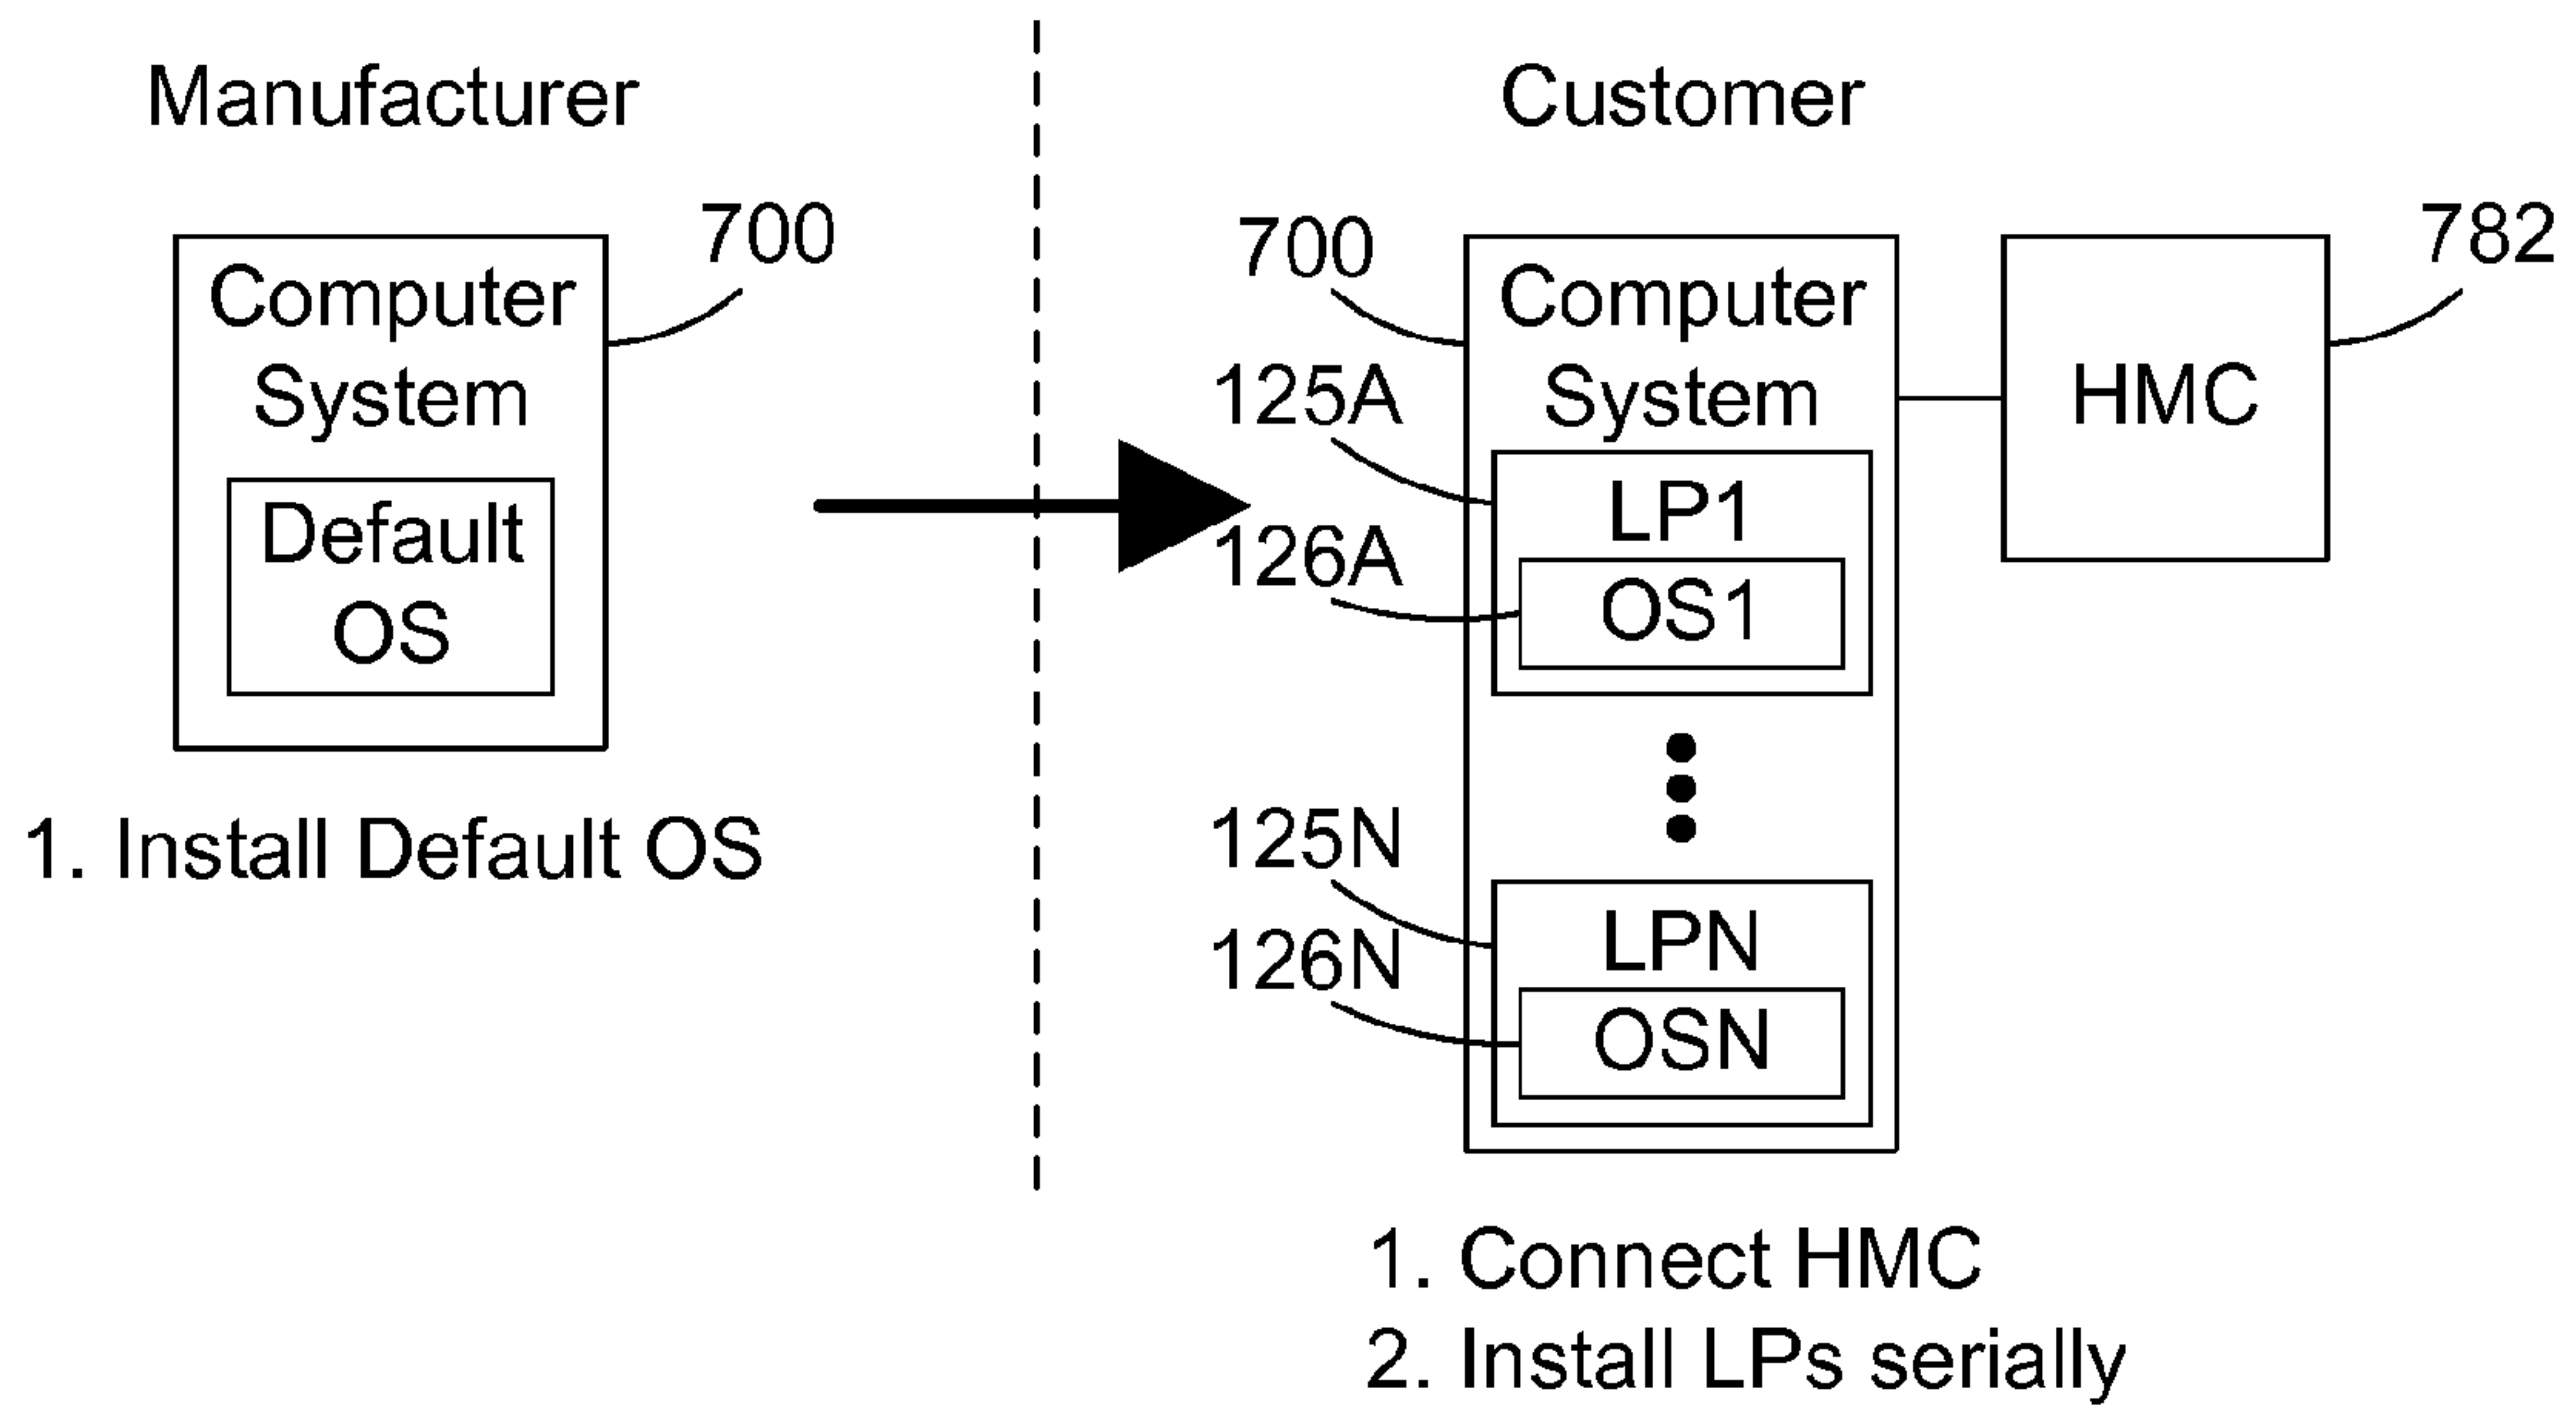 Manufacturer
700
Computer
System
Default
OS
1. Install Default OS
Customer
700
782
Computer
System
HMC
125A
LP1
126A
OS1
125N
LPN
126N
OSN
1. Connect HMC
2. Install LPs serially